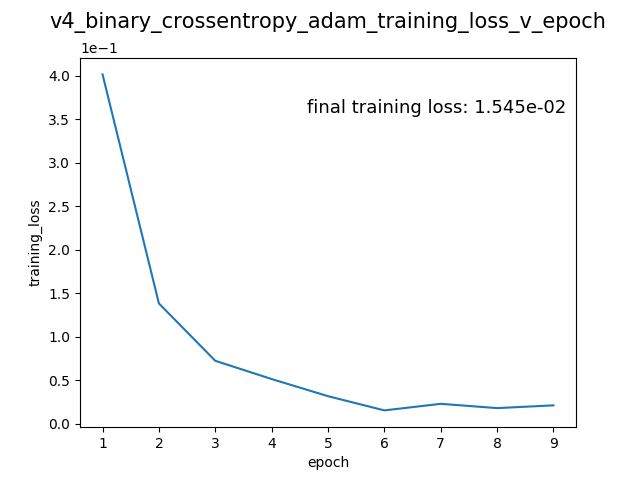 v4_binary_crossentropy_adam_training_loss_v_epoch
1e−1
final training loss: 1.545e-02
4.0
3.5
3.0
2.5
2.0
1.5
1.0
0.5
0.0
training_loss
1 2 3 4 5 6 7 8 9
epoch